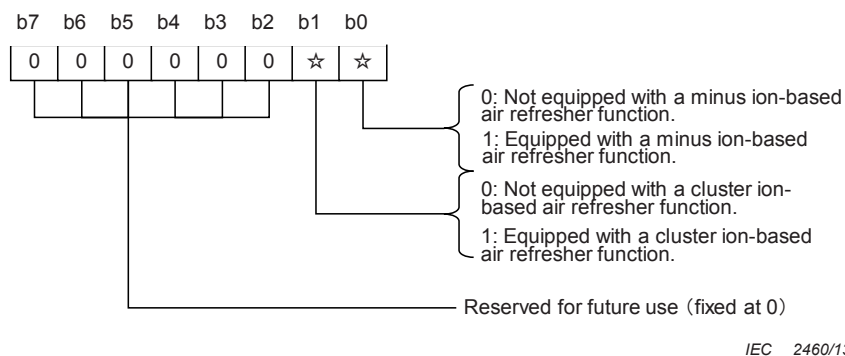 b7 b6 b5 b4 b3 b2 b1 b0
0 0 0 0 0 0 ☆ ☆
0: Not equipped with a minus ion-based
air refresher function.
1: Equipped with a minus ion-based
air refresher function.
0: Not equipped with a cluster ion-
based air refresher function.
1: Equipped with a cluster ion-based
air refresher function.
Reserved for future use (fixed at 0)
IEC 2460/13